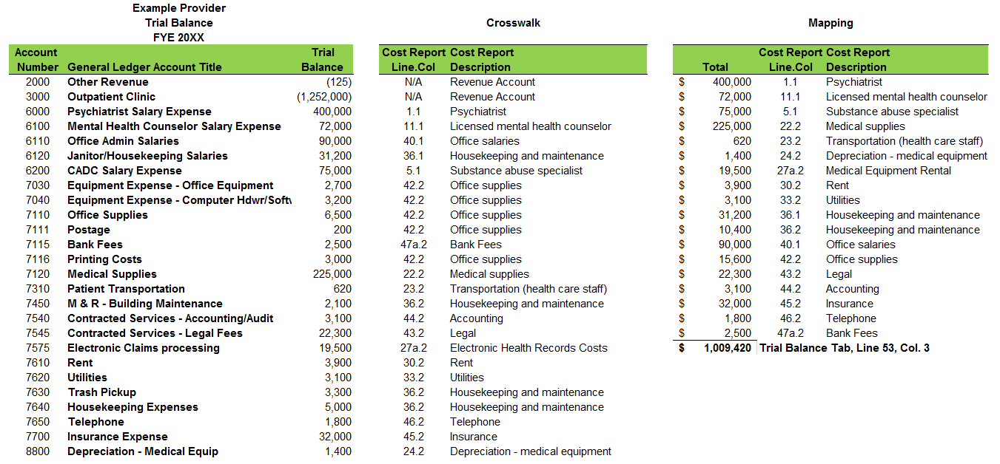 Example Provider
Trial Balance Crosswalk Mapping
FYE 20XX
Account Trial Cost Report Cost Report Cost Report Cost Report
Number General Ledger Account Title Balance Line.Col Description Total Line.Col Description
2000 Other Revenue (125) N/A Revenue Account $ 400,000 1.1 Psychiatrist
3000 Outpatient Clinic (1,252,000) N/A Revenue Account $ 72,000 11.1 Licensed mental health counselor
6000 Psychiatrist Salary Expense 400,000 1.1 Psychiatrist $ 75,000 5.1 Substance abuse specialist
6100 Mental Health Counselor Salary Expense 72,000 11.1 Licensed mental health counselor $ 225,000 22.2 Medical supplies
6110 Office Admin Salaries 90,000 40.1 Office salaries $ 620 23.2 Transportation (health care staff)
6120 Janitor/Housekeeping Salaries 31,200 36.1 Housekeeping and maintenance $ 1,400 24.2 Depreciation - medical equipment
6200 CADC Salary Expense 75,000 5.1 Substance abuse specialist $ 19,500 27a.2 Medical Equipment Rental
7030 Equipment Expense - Office Equipment 2,700 42.2 Office supplies $ 3,900 30.2 Rent
7040 Equipment Expense - Computer Hdwr/Softw 3,200 42.2 Office supplies $ 3,100 33.2 Utilities
7110 Office Supplies 6,500 42.2 Office supplies $ 31,200 36.1 Housekeeping and maintenance
7111 Postage 200 42.2 Office supplies $ 10,400 36.2 Housekeeping and maintenance
7115 Bank Fees 2,500 47a.2 Bank Fees $ 90,000 40.1 Office salaries
7116 Printing Costs 3,000 42.2 Office supplies $ 15,600 42.2 Office supplies
7120 Medical Supplies 225,000 22.2 Medical supplies $ 22,300 43.2 Legal
7310 Patient Transportation 620 23.2 Transportation (health care staff) $ 3,100 44.2 Accounting
7450 M & R - Building Maintenance 2,100 36.2 Housekeeping and maintenance $ 32,000 45.2 Insurance
7540 Contracted Services - Accounting/Audit 3,100 44.2 Accounting $ 1,800 46.2 Telephone
7545 Contracted Services - Legal Fees 22,300 43.2 Legal $ 2,500 47a.2 Bank Fees
7575 Electronic Claims processing 19,500 27a.2 Electronic Health Records Costs $ 1,009,420 Trial Balance Tab, Line 53, Col. 3
7610 Rent 3,900 30.2 Rent
7620 Utilities 3,100 33.2 Utilities
7630 Trash Pickup 3,300 36.2 Housekeeping and maintenance
7640 Housekeeping Expenses 5,000 36.2 Housekeeping and maintenance
7650 Telephone 1,800 46.2 Telephone
7700 Insurance Expense 32,000 45.2 Insurance
8800 Depreciation - Medical Equip 1,400 24.2 Depreciation - medical equipment